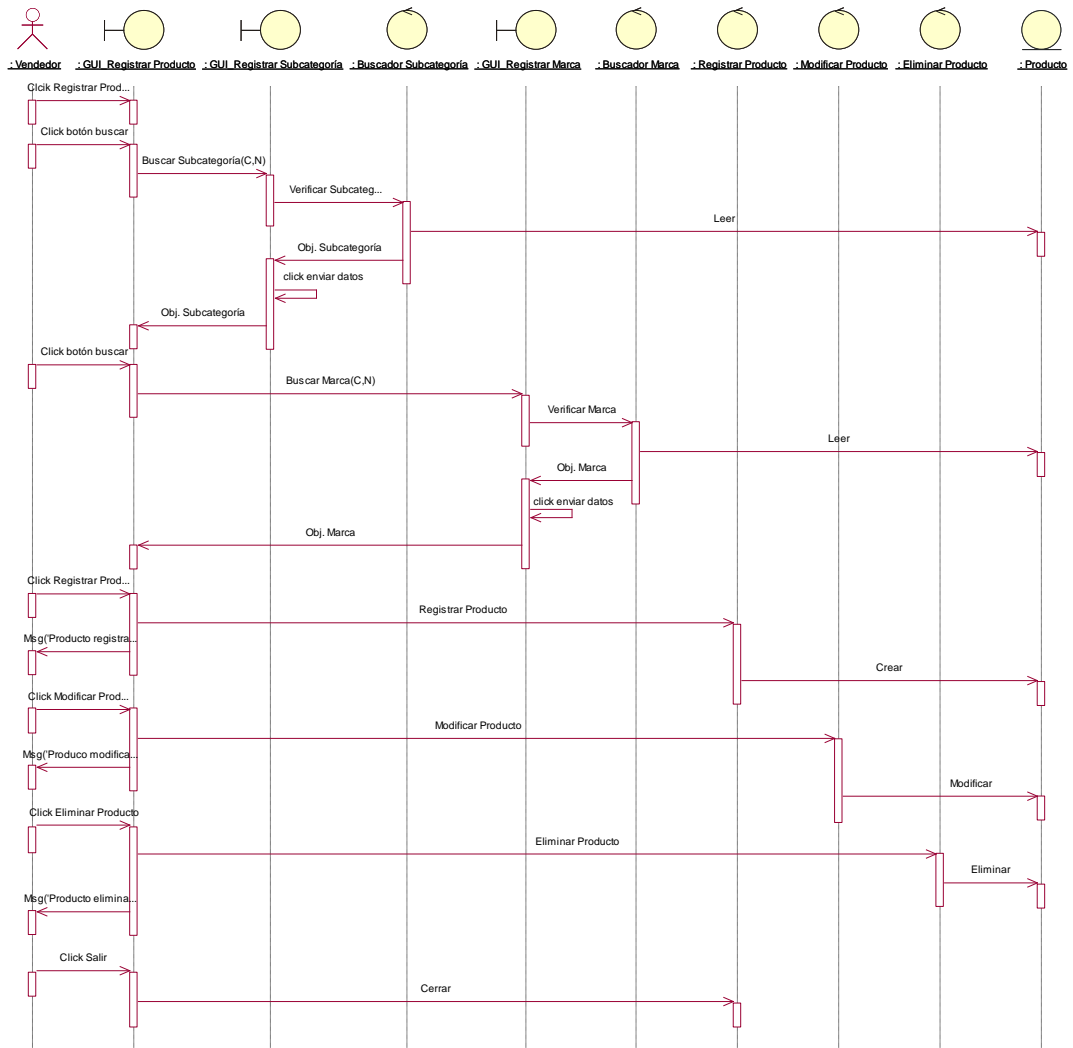 : Vendedor
: GUI_Registrar Producto
: GUI_Registrar Subcategoría
: Buscador Subcategoría
: GUI_Registrar Marca
: Buscador Marca
: Registrar Producto
: Modificar Producto
: Eliminar Producto
: Producto
Clcik Registrar Prod...
Click botón buscar
Buscar Subcategoría(C,N)
Verificar Subcateg...
Leer
Obj. Subcategoría
click enviar datos
Obj. Subcategoría
Click botón buscar
Buscar Marca(C,N)
Verificar Marca
Leer
Obj. Marca
click enviar datos
Obj. Marca
Click Registrar Prod...
Registrar Producto
Msg('Producto registra...
Crear
Click Modificar Prod...
Modificar Producto
Msg('Produco modifica...
Modificar
Click Eliminar Producto
Eliminar Producto
Eliminar
Msg('Producto elimina...
Click Salir
Cerrar